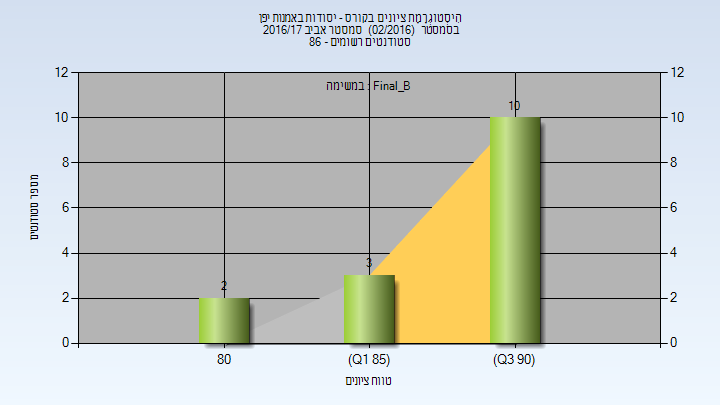 היסטוגרמת ציונים בקורס - יסודות באמנות יפן
בסמסטר (02/2016) סמסטר אביב 2016/17
סטודנטים רשומים - 86
במשימה : Final_B
12
10
8
6
4
2
0
12
10
8
6
4
2
0
2
3
10
מספר סטודנטים
80
(Q1 85)
(Q3 90)
טווח ציונים